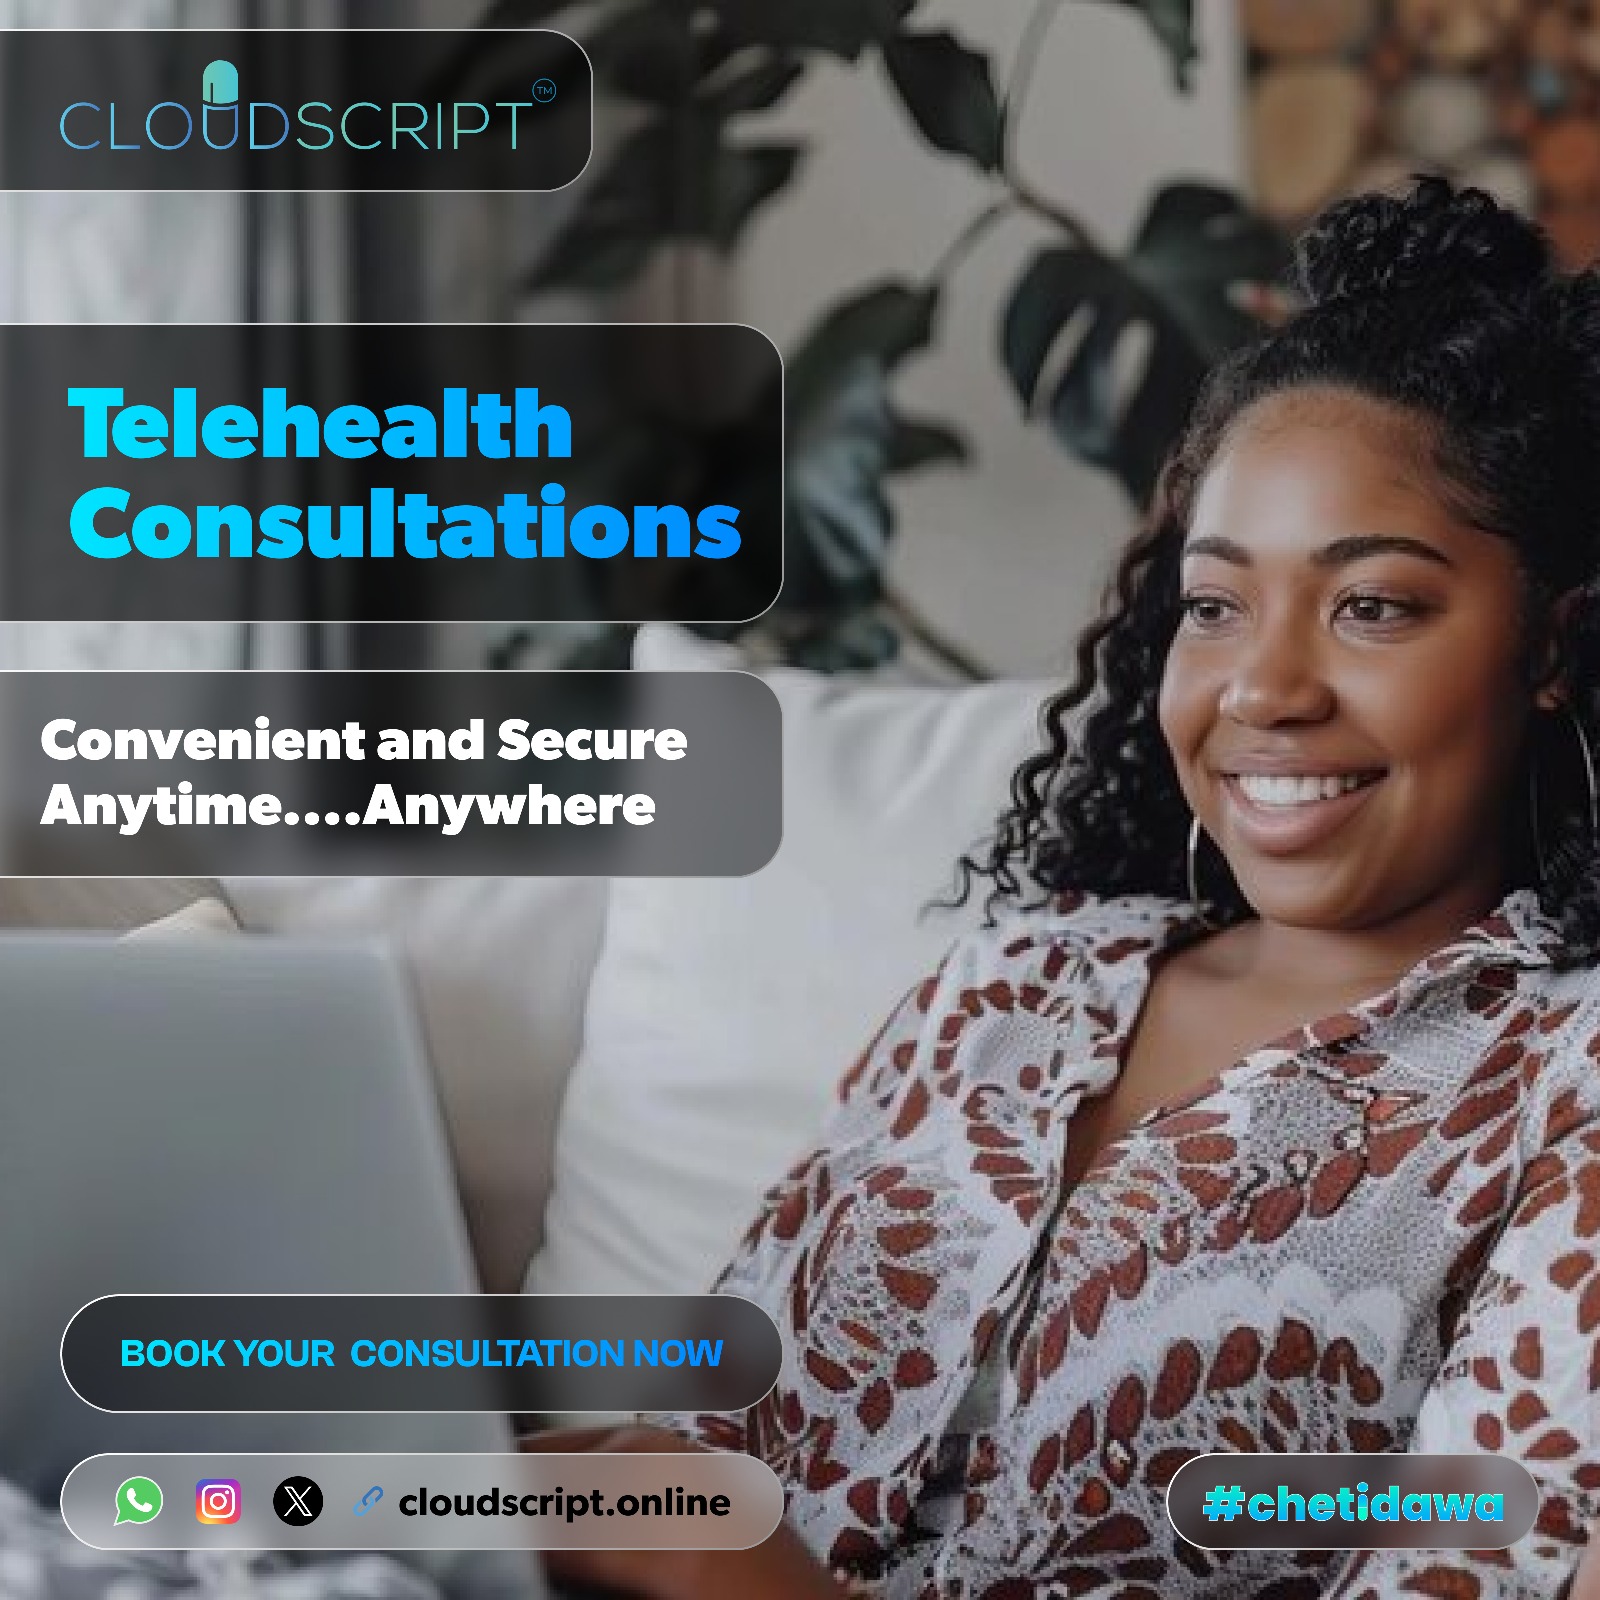 CLOUDSCRIPT™
Telehealth
Consultations
Convenient and Secure
Anytime....Anywhere
BOOK YOUR CONSULTATION NOW
cloudscript.online
#chetidawa